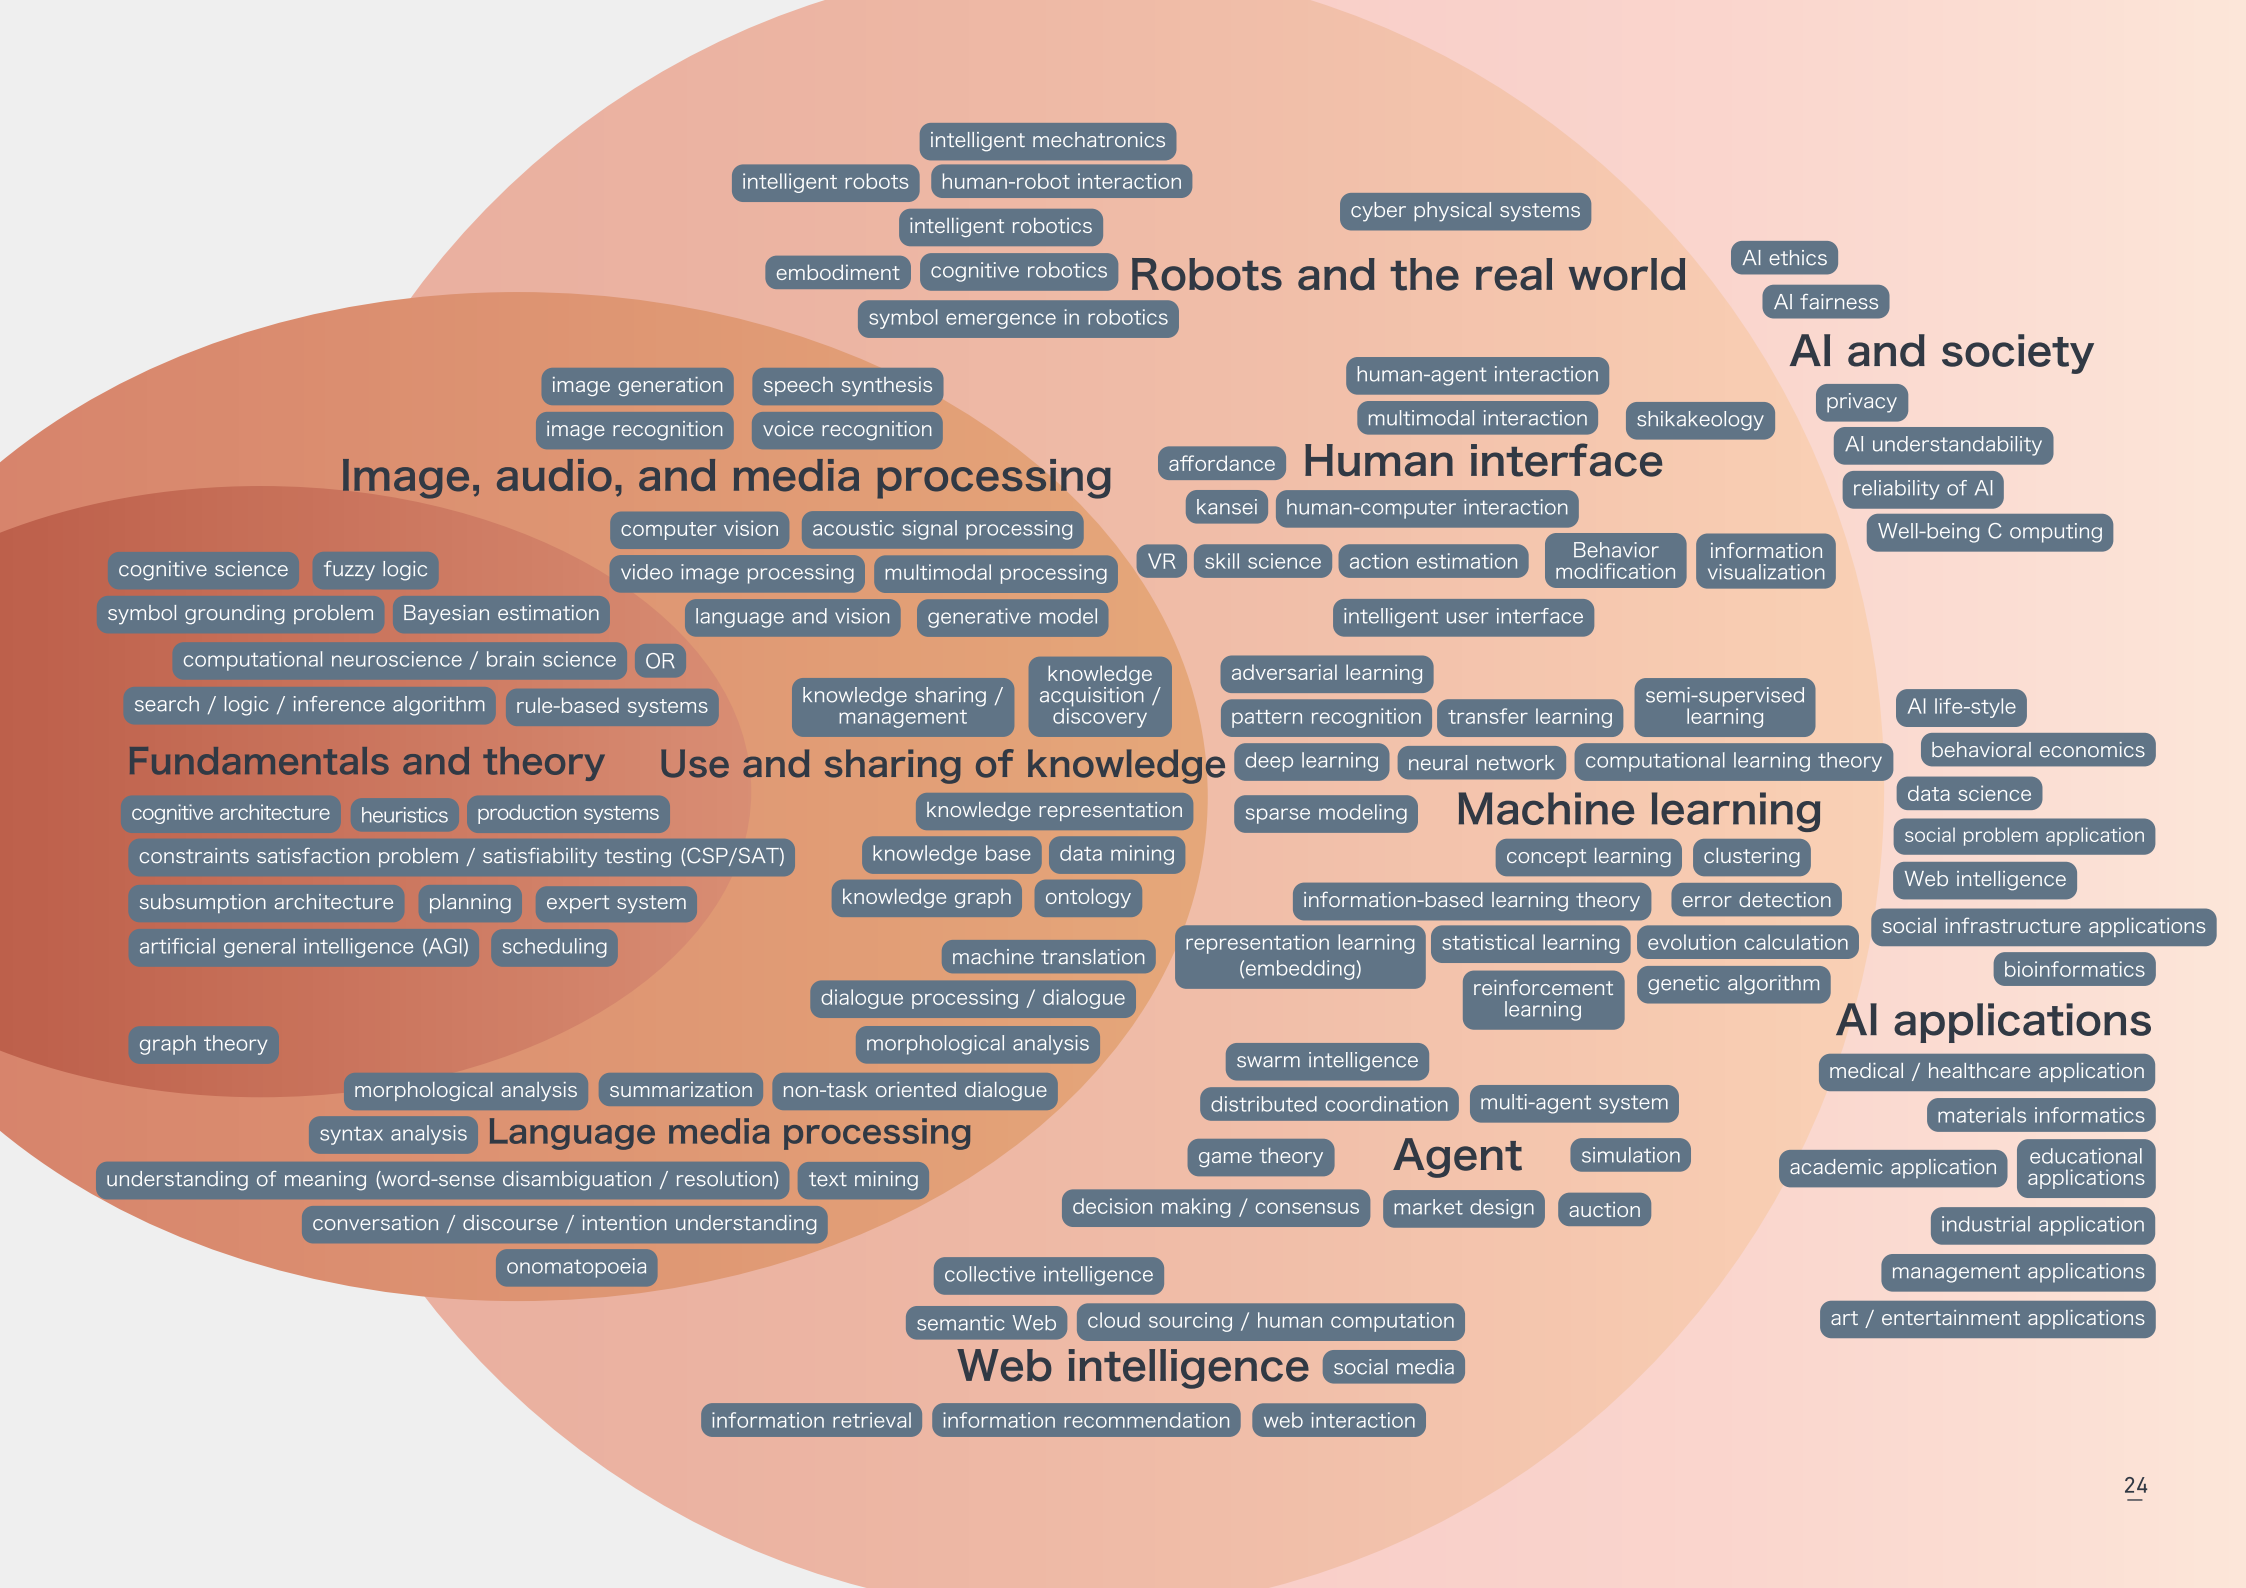 intelligent mechatronics
intelligent robots
human-robot interaction
intelligent robotics
cyber physical systems
embodiment
cognitive robotics
Robots and the real world
symbol emergence in robotics
AI ethics
AI fairness
AI and society
privacy
AI understandability
reliability of AI
Well-being C omputing
image generation
speech synthesis
image recognition
voice recognition
Image, audio, and media processing
computer vision
acoustic signal processing
video image processing
multimodal processing
language and vision
generative model
human-agent interaction
multimodal interaction
shikakeology
affordance
Human interface
kansei
human-computer interaction
VR
skill science
action estimation
Behavior
modification
information
visualization
intelligent user interface
cognitive science
fuzzy logic
symbol grounding problem
Bayesian estimation
computational neuroscience / brain science
OR
search / logic / inference algorithm
rule-based systems
Fundamentals and theory
cognitive architecture
heuristics
production systems
constraints satisfaction problem / satisfiability testing (CSP/SAT)
subsumption architecture
planning
expert system
artificial general intelligence (AGI)
scheduling
graph theory
knowledge sharing /
management
knowledge
acquisition /
discovery
Use and sharing of knowledge
knowledge representation
knowledge base
data mining
knowledge graph
ontology
adversarial learning
pattern recognition
transfer learning
semi-supervised
learning
deep learning
neural network
computational learning theory
sparse modeling
Machine learning
concept learning
clustering
information-based learning theory
error detection
representation learning
(embedding)
statistical learning
evolution calculation
reinforcement
learning
genetic algorithm
AI life-style
behavioral economics
data science
social problem application
Web intelligence
social infrastructure applications
bioinformatics
AI applications
medical / healthcare application
materials informatics
academic application
educational
applications
industrial application
management applications
art / entertainment applications
machine translation
dialogue processing / dialogue
morphological analysis
morphological analysis
summarization
non-task oriented dialogue
syntax analysis
Language media processing
understanding of meaning (word-sense disambiguation / resolution)
text mining
conversation / discourse / intention understanding
onomatopoeia
swarm intelligence
distributed coordination
multi-agent system
game theory
Agent
simulation
decision making / consensus
market design
auction
collective intelligence
semantic Web
cloud sourcing / human computation
Web intelligence
social media
information retrieval
information recommendation
web interaction
24